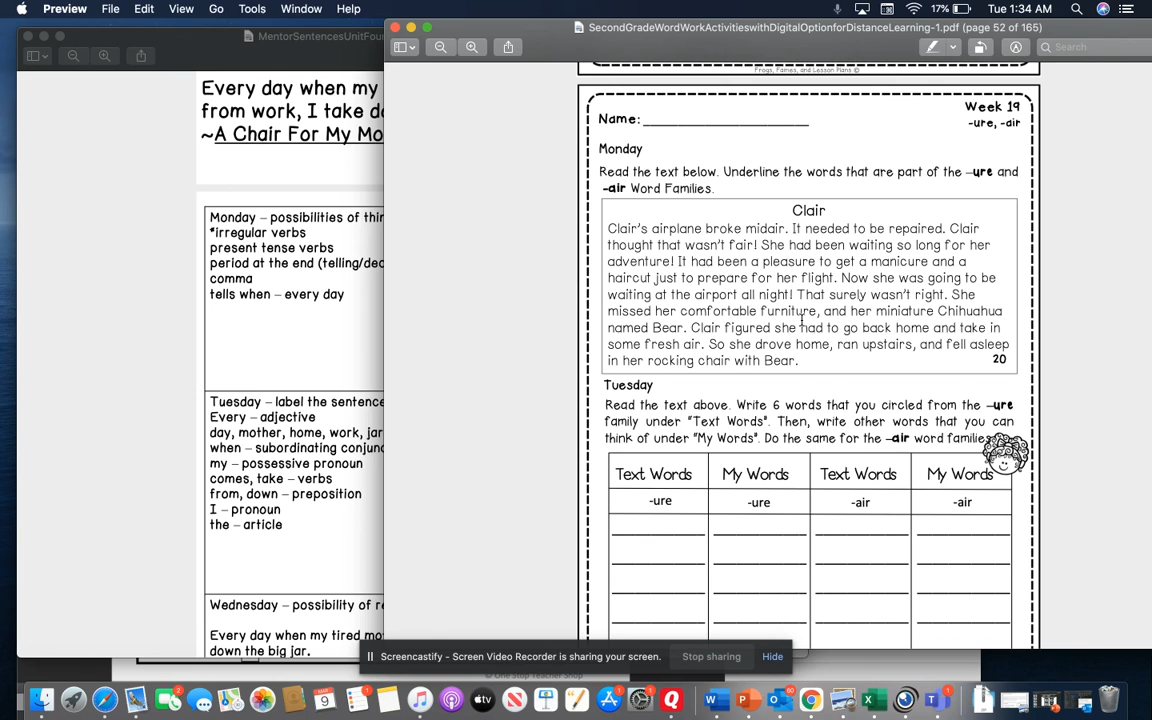 Preview File Edit View Go Tools Window Help
17% Tue 1:34 AM
MentorSentencesUnitFou
Every day when my
from work, I take do
~A Chair For My Mo
Monday – possibilities of thin
*irregular verbs
present tense verbs
period at the end (telling/dec
comma
tells when – every day
Tuesday – label the sentence
Every – adjective
day, mother, home, work, jar
when – subordinating conjunc
my – possessive pronoun
comes, take – verbs
from, down – preposition
I – pronoun
the – article
Wednesday – possibility of re
Every day when my tired mo
down the big jar.
SecondGradeWordWorkActivitieswithDigitalOptionforDistanceLearning-1.pdf (page 52 of 165)
Search
Frogs, Fairies, and Lesson Plans ©
Week 19
Name:
-ure, -air
Monday
Read the text below. Underline the words that are part of the –ure and
-air Word Families.
Clair
Clair's airplane broke midair. It needed to be repaired. Clair
thought that wasn't fair! She had been waiting so long for her
adventure! It had been a pleasure to get a manicure and a
haircut just to prepare for her flight. Now she was going to be
waiting at the airport all night! That surely wasn't right. She
missed her comfortable furniture, and her miniature Chihuahua
named Bear. Clair figured she had to go back home and take in
some fresh air. So she drove home, ran upstairs, and fell asleep
in her rocking chair with Bear. 20
Tuesday
Read the text above. Write 6 words that you circled from the –ure
family under "Text Words". Then, write other words that you can
think of under "My Words". Do the same for the –air word families
Text Words My Words Text Words My Words
-ure -ure -air -air
Screencastify - Screen Video Recorder is sharing your screen. Stop sharing Hide
© One Stop Teacher Shop